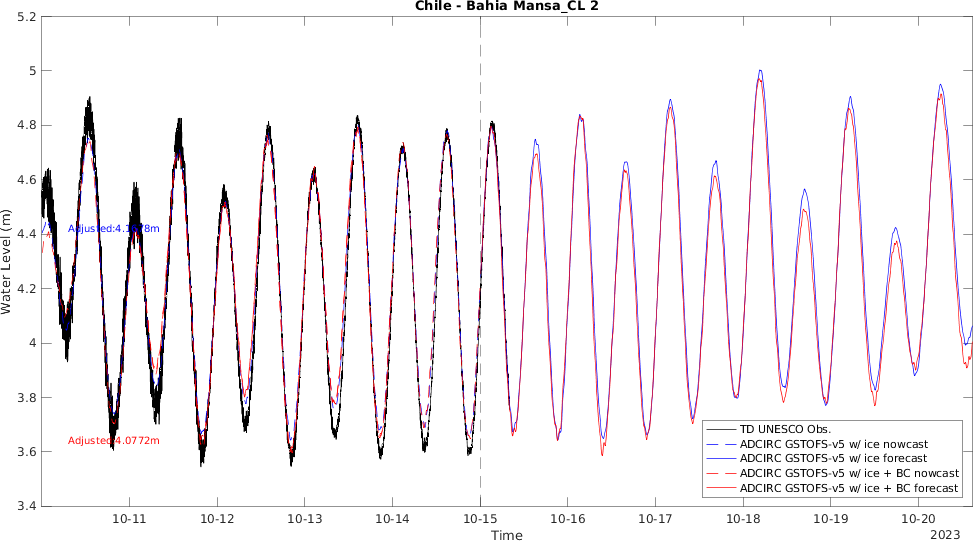 Chile - Bahia Mansa_CL 2
5.2
5
4.8
4.6
4.4
4.2
4
3.8
3.6
3.4
Water Level (m)
Adjusted:4.0772m
TD UNESCO Obs.
ADCIRC GSTOFS-v5 w/ ice nowcast
ADCIRC GSTOFS-v5 w/ ice forecast
ADCIRC GSTOFS-v5 w/ ice + BC nowcast
ADCIRC GSTOFS-v5 w/ ice + BC forecast
10-11
10-12
10-13
10-14
10-15
10-16
10-17
10-18
10-19
10-20
Time
2023